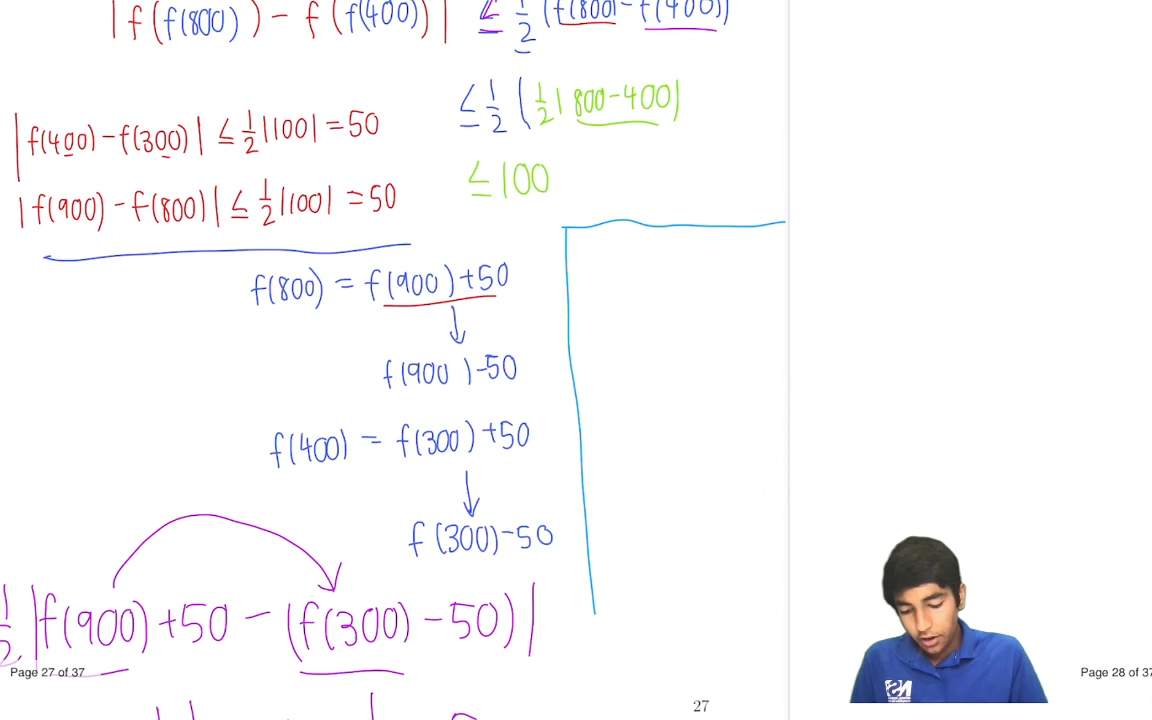 |f(f(800)) - f(f(400))| ≤ 1/2 (f(800) - f(400))
≤ 1/2 (1/2 | 800-400|
≤ 100
|f(400) - f(300)| ≤ 1/2 |100| = 50
|f(900) - f(800)| ≤ 1/2 |100| = 50
f(800) = f(900) + 50
↓
f(900) - 50
f(400) = f(300) + 50
↓
f(300) - 50
1/2 |f(900) + 50 - (f(300) - 50)|
Page 27 of 37
Page 28 of 37
27